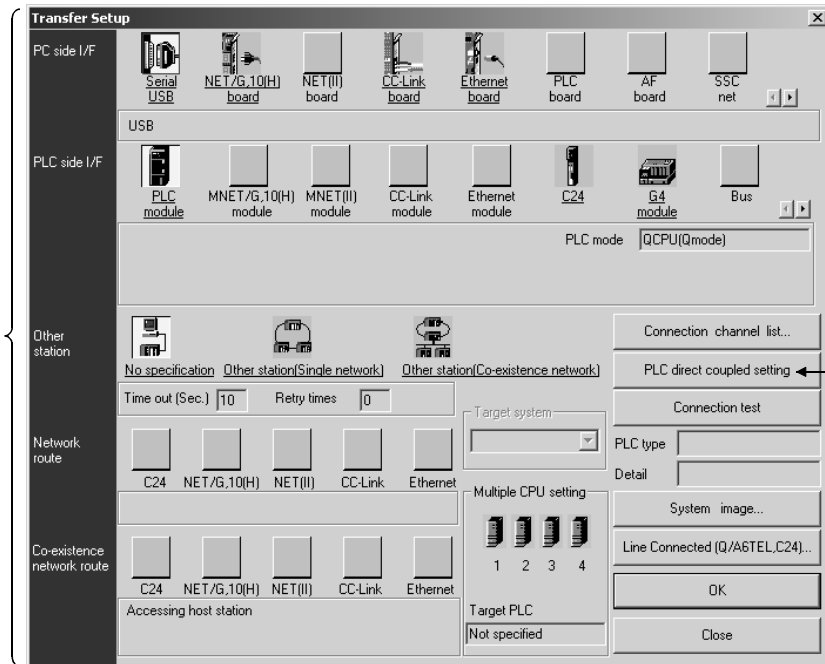 Transfer Setup
PC side I/F
Serial
USB
NET/G,10(H)
board
NET(II)
board
CC-Link
board
Ethernet
board
PLC
board
AF
board
SSC
net
USB
PLC side I/F
PLC
module
MNET/G,10(H)
module
MNET(II)
module
CC-Link
module
Ethernet
module
C24
G4
module
Bus
PLC mode QCPU(Qmode)
Other
station
No specification
Other station(Single network)
Other station(Co-existence network)
Time out (Sec.) 10 Retry times 0
Connection channel list...
PLC direct coupled setting
Connection test
Target system
PLC type
Detail
System image...
Line Connected (Q/A6TEL,C24)...
OK
Close
Network
route
C24 NET/G,10(H) NET(II) CC-Link Ethernet
Multiple CPU setting
1 2 3 4
Target PLC
Not specified
Co-existence
network route
C24 NET/G,10(H) NET(II) CC-Link Ethernet
Accessing host station